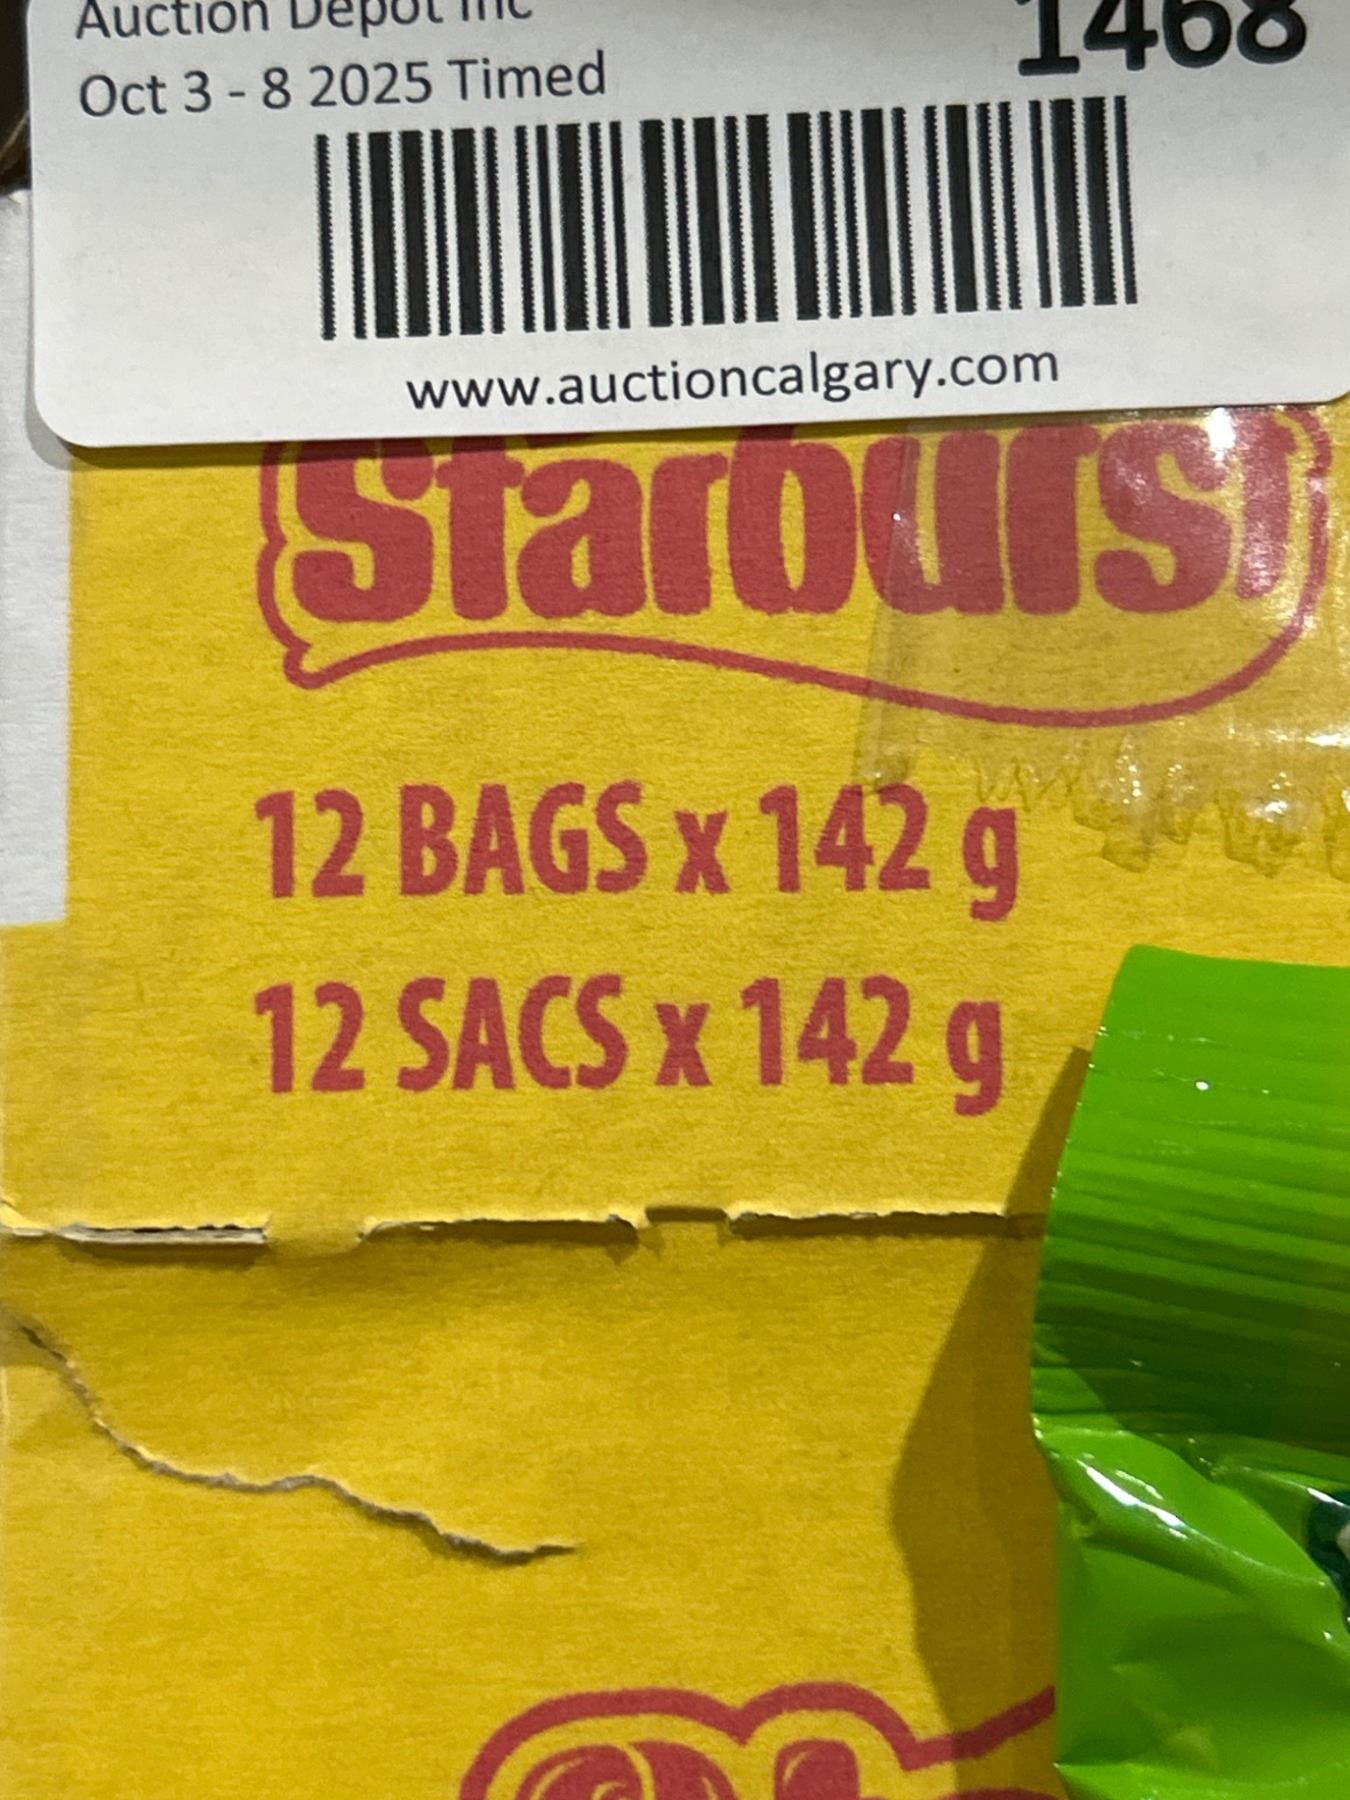 Auction Depot Inc
1468
Oct 3 - 8 2025 Timed
www.auctioncalgary.com
Starburst
12 BAGS x 142 g
12 SACS x 142 g